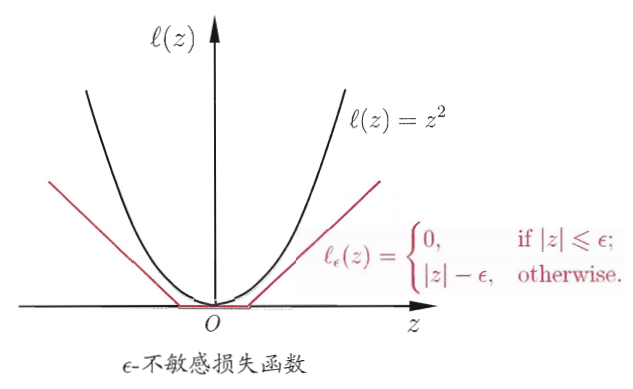 ℓ(z)
ℓ(z) = z²
ℓ_ϵ(z) = { 0, if |z| ⩽ ϵ;
|z| − ϵ, otherwise.
O
z
ϵ-不敏感损失函数